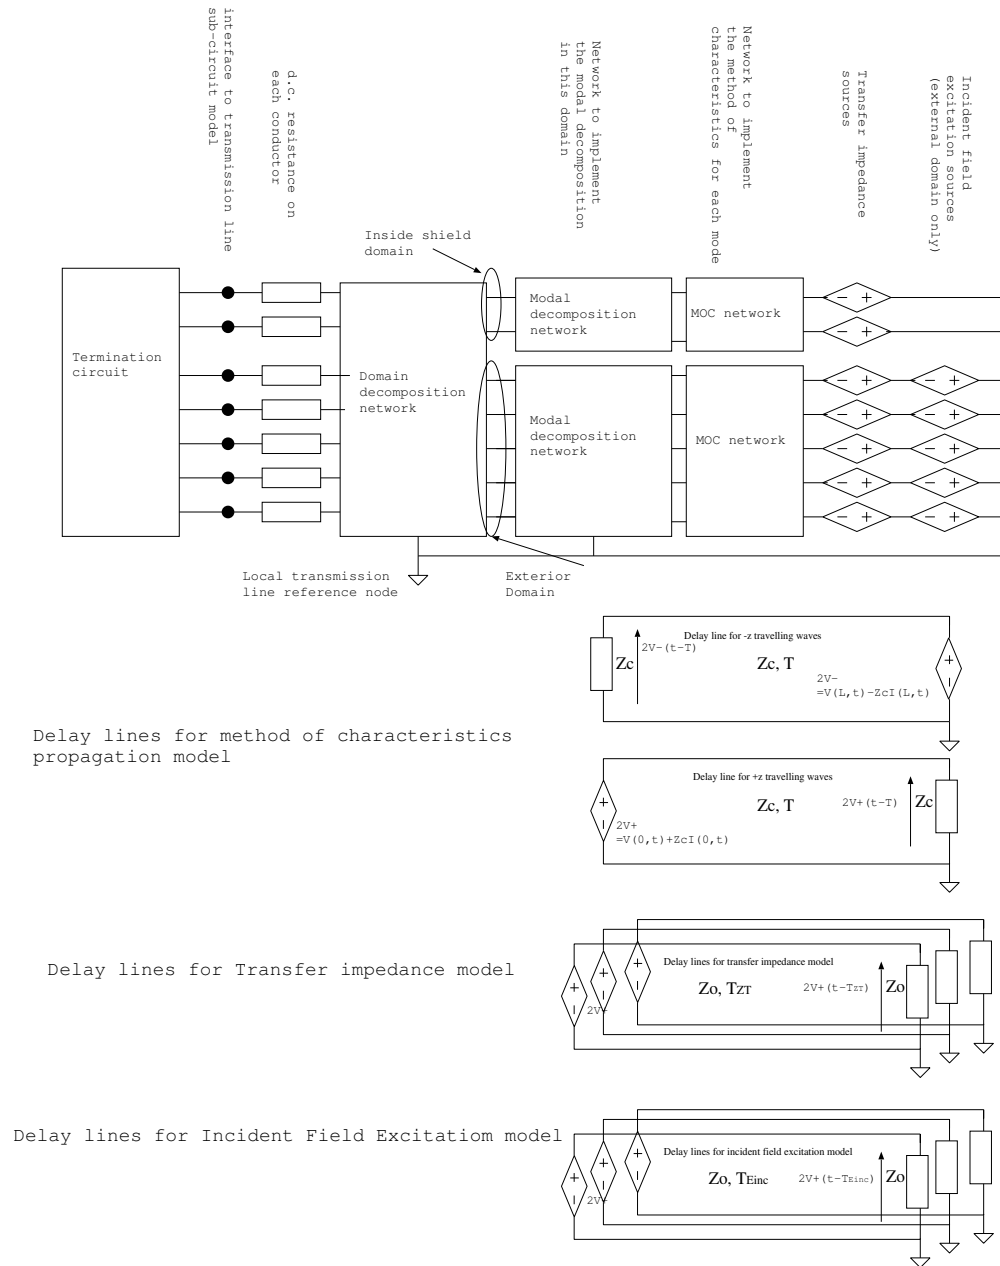 interface to transmission line
sub-circuit model
d.c. resistance on
each conductor
Network to implement
the modal decomposition
in this domain
Network to implement
the method of
characteristics for each mode
Transfer impedance
sources
Incident field
excitation sources
(external domain only)
Inside shield
domain
Termination
circuit
Domain
decomposition
network
Modal
decomposition
network
MOC network
− +
− +
Modal
decomposition
network
MOC network
− + − +
− + − +
− + − +
− + − +
− + − +
Local transmission
line reference node
Exterior
Domain
Delay lines for method of characteristics
propagation model
Delay line for -z travelling waves
Zc
2V-(t-T)
Zc, T
2V-
=V(L,t)-ZcI(L,t)
+
−
Delay line for +z travelling waves
+
−
Zc, T
2V+
=V(0,t)+ZcI(0,t)
2V+(t-T)
Zc
Delay lines for Transfer impedance model
Delay lines for transfer impedance model
+ + +
− − −
2V+
Zo, TZT
2V+(t-TZT)
Zo
Delay lines for Incident Field Excitatiom model
Delay lines for incident field excitation model
+ + +
− − −
2V+
Zo, TEinc
2V+(t-TEinc)
Zo